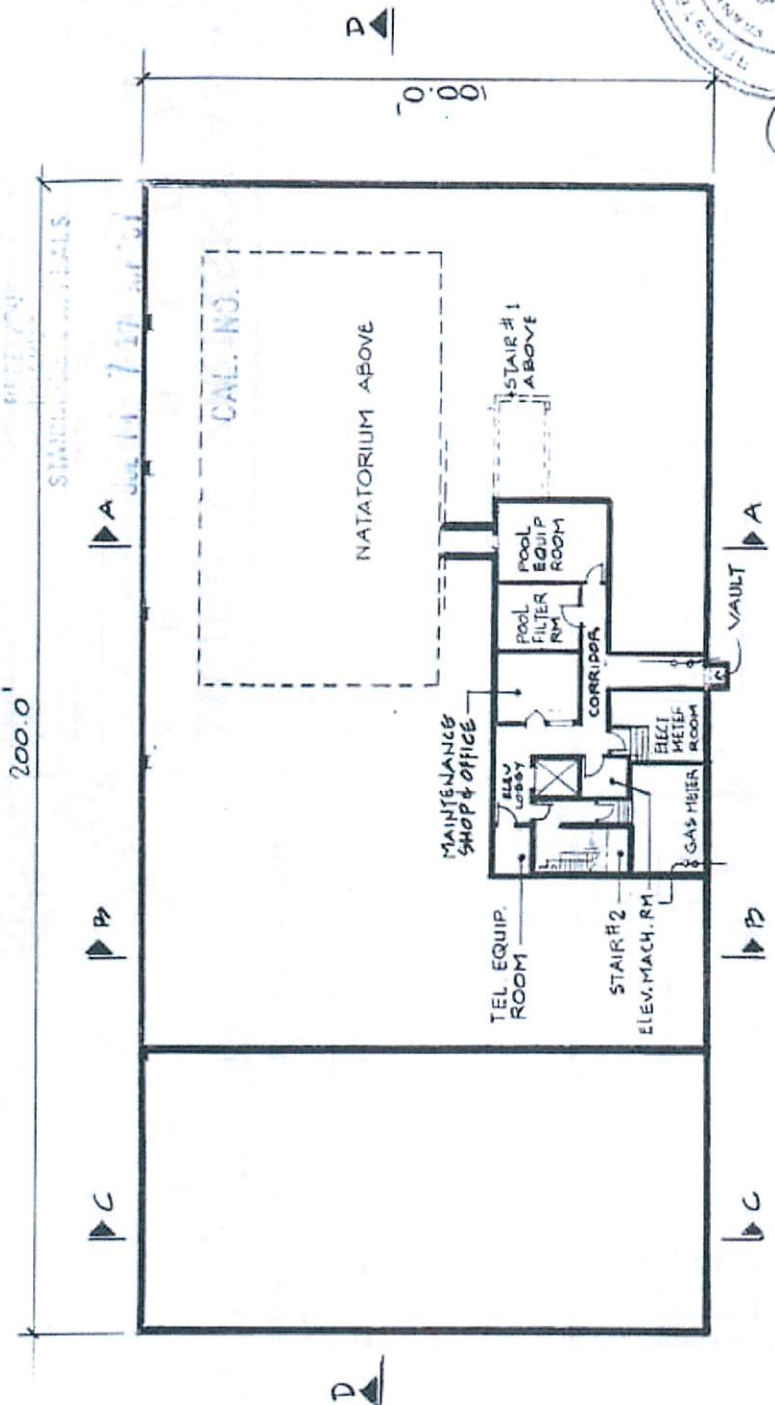 200.0'
100.0'
D
A
B
C
CAL. NO.
NATATORIUM ABOVE
STAIR # 1
ABOVE
POOL
EQUIP
ROOM
POOL
FILTER
RM
CORRIDOR
MAINTENANCE
SHOP & OFFICE
ELEV
LOBBY
ELECT
METER
ROOM
GAS METER
VAULT
TEL. EQUIP.
ROOM
STAIR #2
ELEV. MACH. RM
D
A
B
C